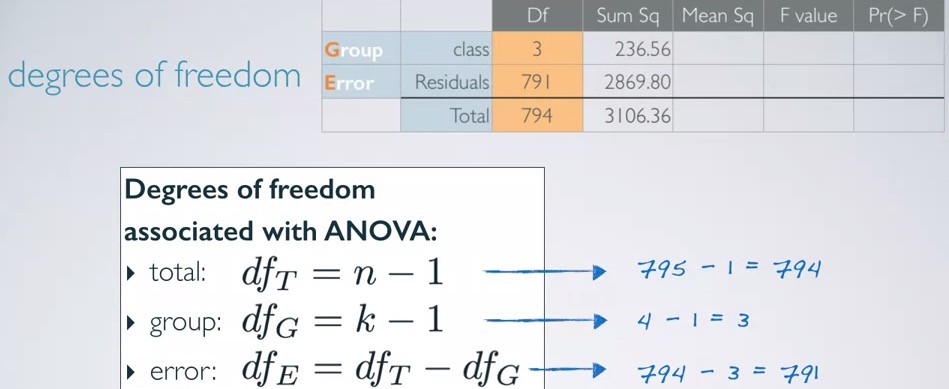 degrees of freedom
Df Sum Sq Mean Sq F value Pr(> F)
Group class 3 236.56
Error Residuals 791 2869.80
Total 794 3106.36
Degrees of freedom
associated with ANOVA:
▸ total: df_T = n − 1 → 795 - 1 = 794
▸ group: df_G = k − 1 → 4 - 1 = 3
▸ error: df_E = df_T − df_G → 794 - 3 = 791